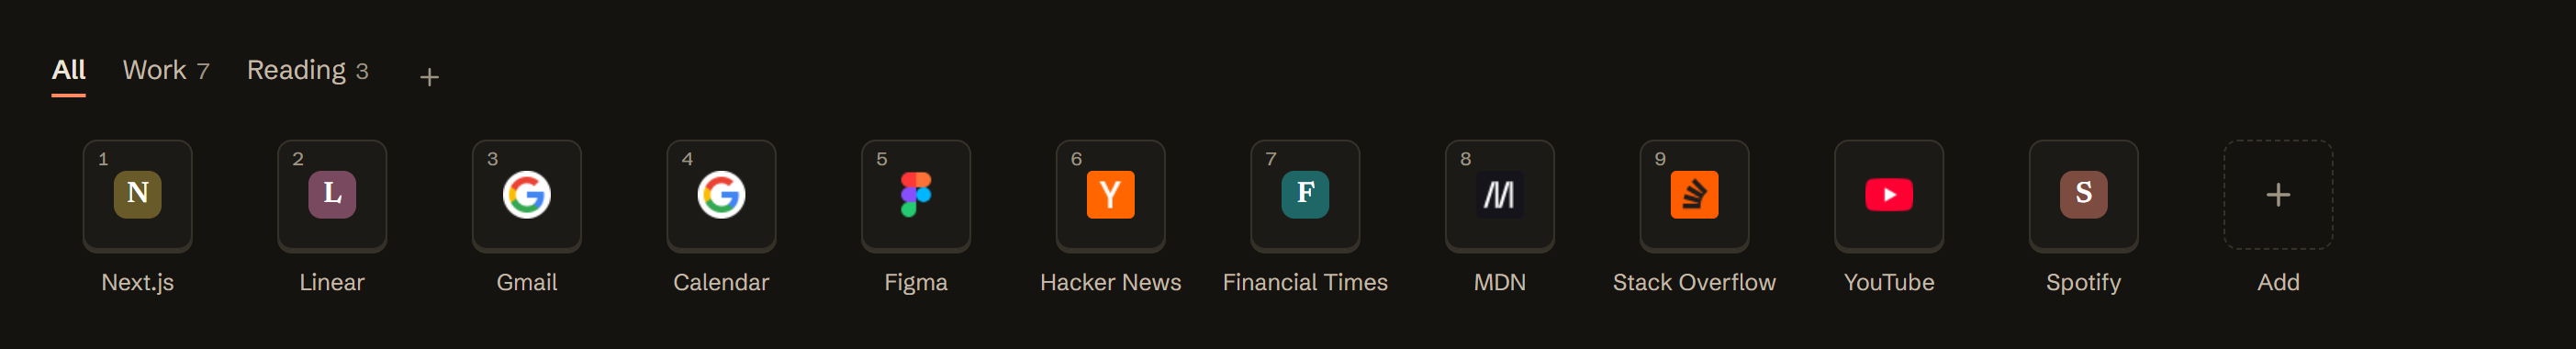 All Work 7 Reading 3 +
1 2 3 4 5 6 7 8 9
N L G G Y F M S +
Next.js Linear Gmail Calendar Figma Hacker News Financial Times MDN Stack Overflow YouTube Spotify Add